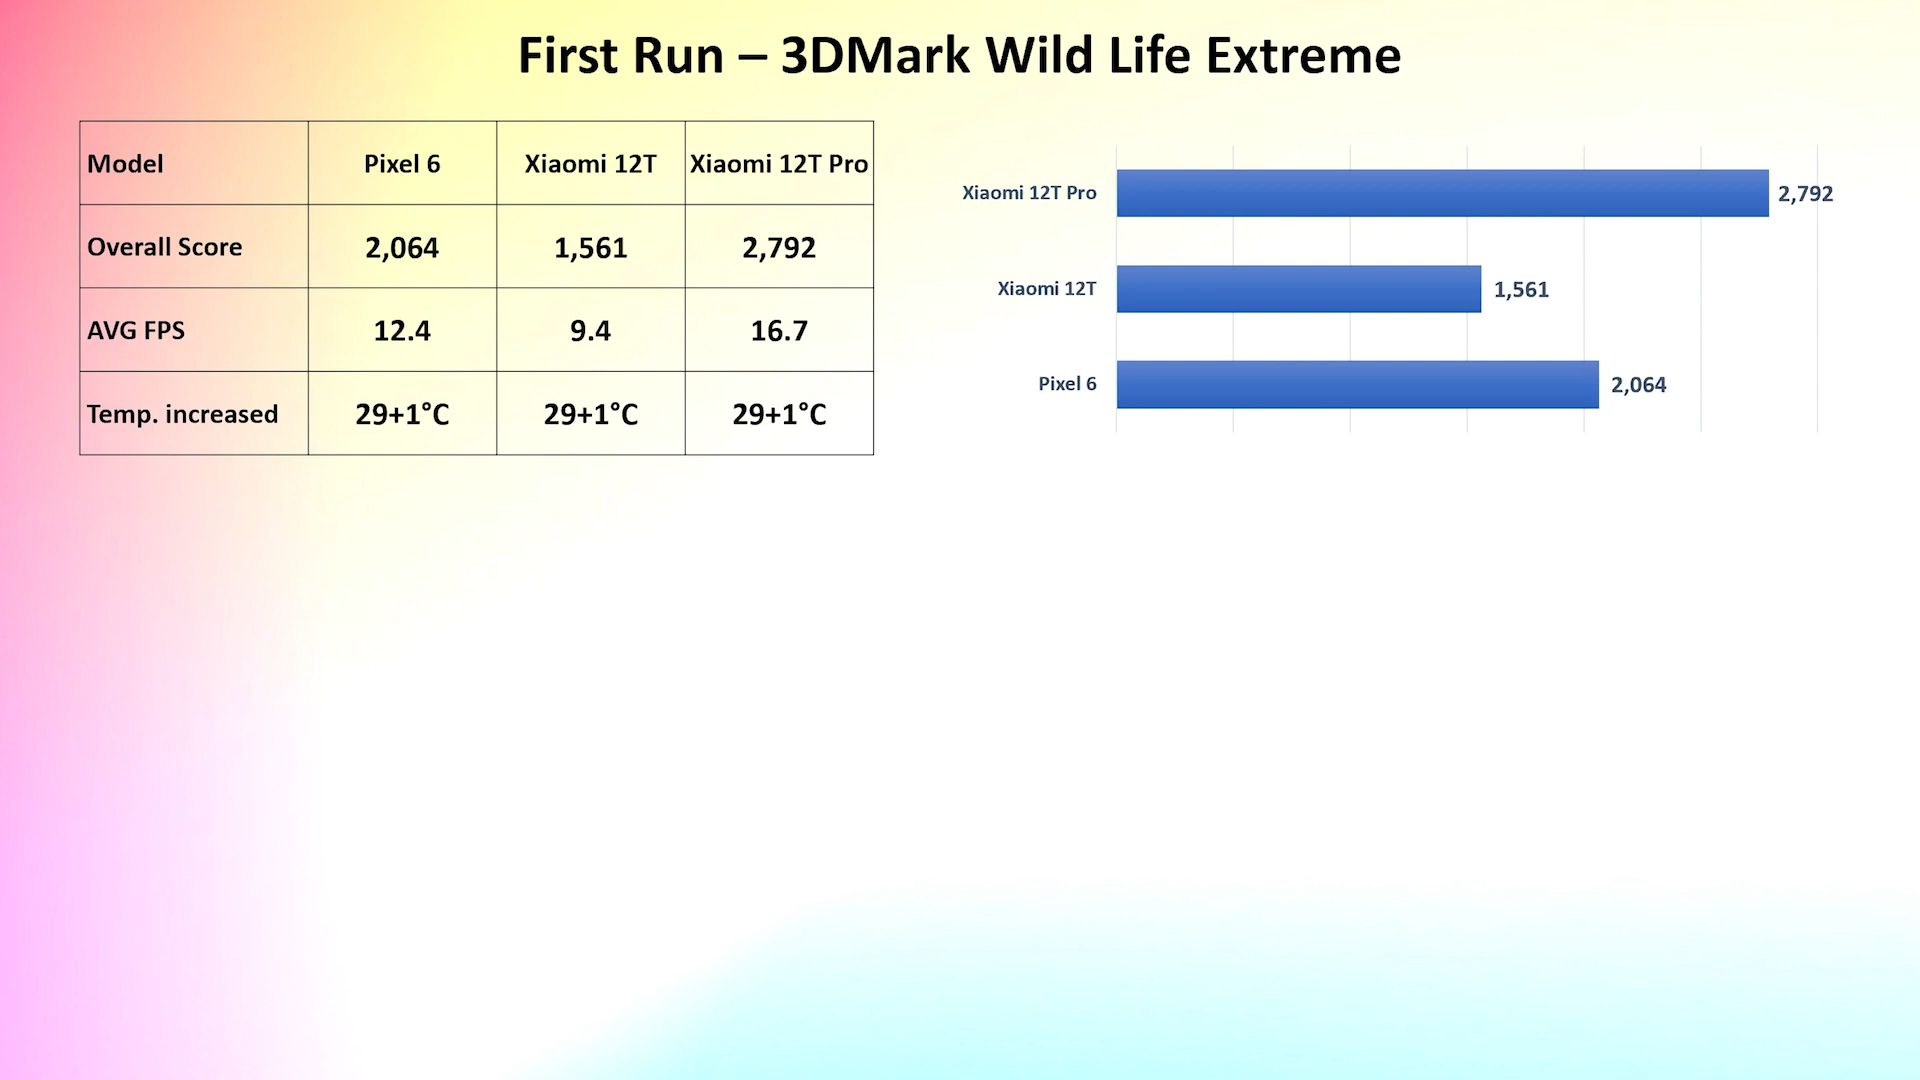 First Run – 3DMark Wild Life Extreme
Model Pixel 6 Xiaomi 12T Xiaomi 12T Pro
Overall Score 2,064 1,561 2,792
AVG FPS 12.4 9.4 16.7
Temp. increased 29+1°C 29+1°C 29+1°C
Xiaomi 12T Pro 2,792
Xiaomi 12T 1,561
Pixel 6 2,064